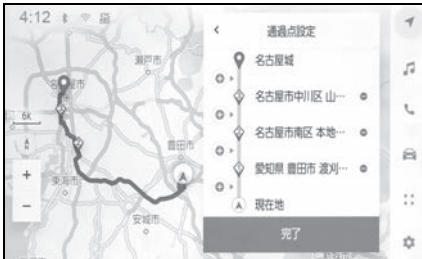 4:12
通過点設定
名古屋城
名古屋市中川区 山…
名古屋市南区 本地…
愛知県 豊田市 渡刈…
現在地
完了
瀬戸市
豊田市
東海市
安城市
6k
+
−